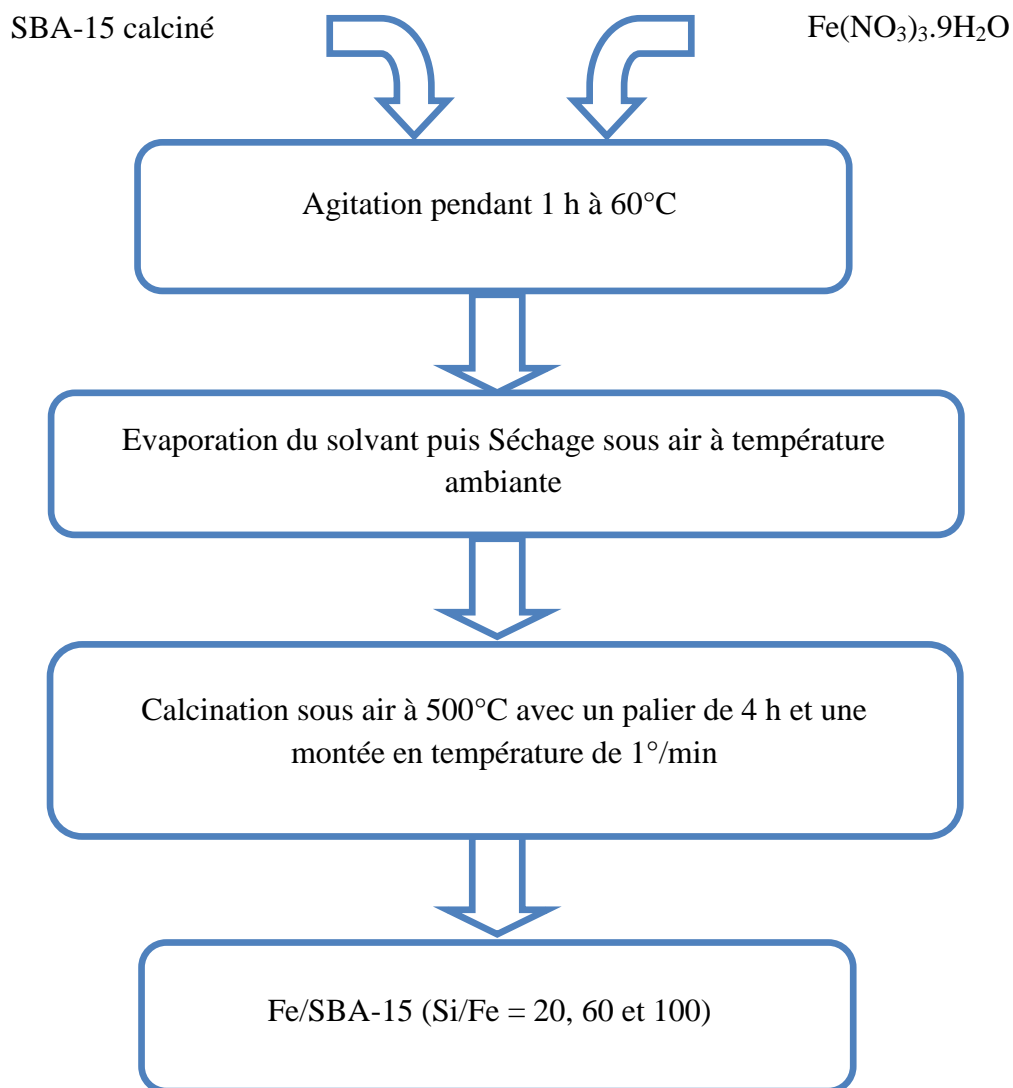 SBA-15 calciné
Fe(NO₃)₃.9H₂O
Agitation pendant 1 h à 60°C
Evaporation du solvant puis Séchage sous air à température
ambiante
Calcination sous air à 500°C avec un palier de 4 h et une
montée en température de 1°/min
Fe/SBA-15 (Si/Fe = 20, 60 et 100)